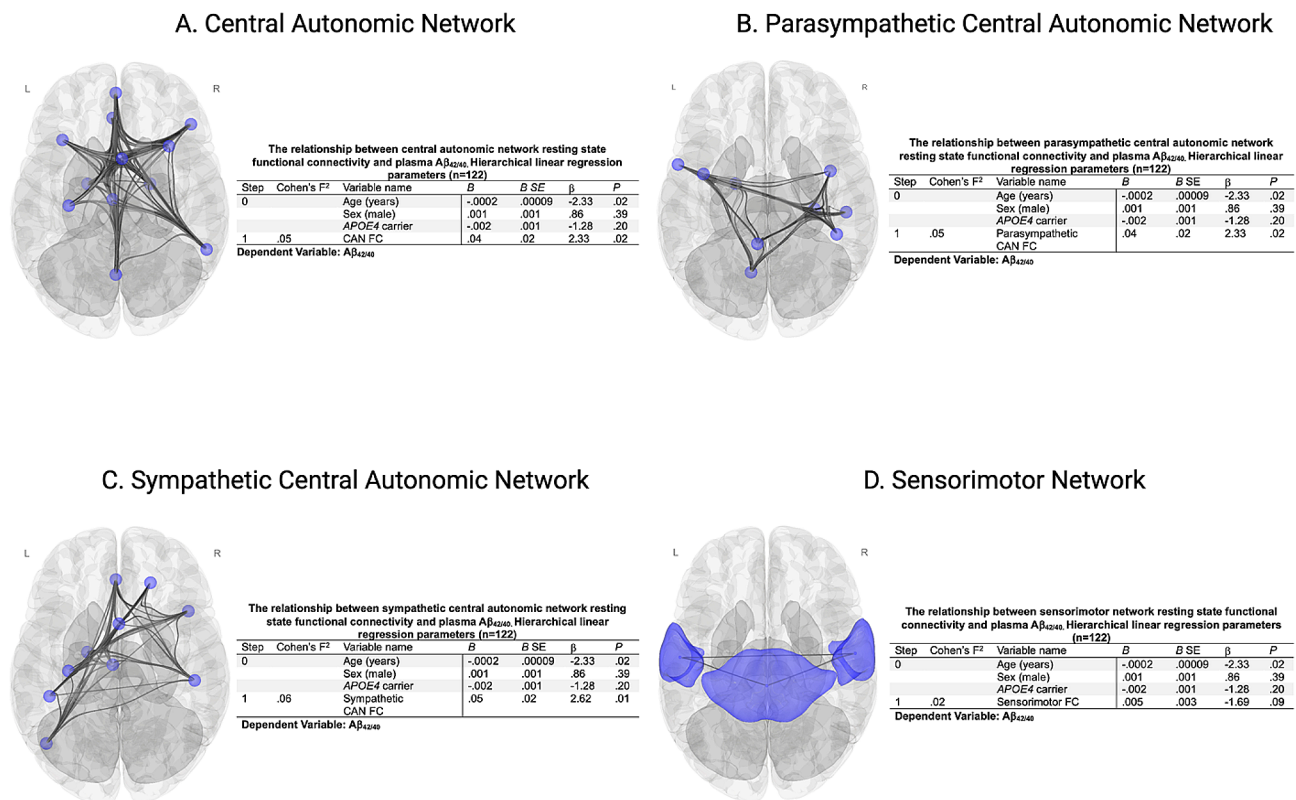 A. Central Autonomic Network
L R
The relationship between central autonomic network resting state
functional connectivity and plasma Aβ42/40. Hierarchical linear regression
parameters (n=122)
Step Cohen's F² Variable name B B SE β P
0 Age (years) -.0002 .00009 -2.33 .02
Sex (male) .001 .001 .86 .39
APOE4 carrier -.002 .001 -1.28 .20
1 .05 CAN FC .04 .02 2.33 .02
Dependent Variable: Aβ42/40
B. Parasympathetic Central Autonomic Network
L R
The relationship between parasympathetic central autonomic network
resting state functional connectivity and plasma Aβ42/40. Hierarchical linear
regression parameters (n=122)
Step Cohen's F² Variable name B B SE β P
0 Age (years) -.0002 .00009 -2.33 .02
Sex (male) .001 .001 .86 .39
APOE4 carrier -.002 .001 -1.28 .20
1 .05 Parasympathetic .04 .02 2.33 .02
CAN FC
Dependent Variable: Aβ42/40
C. Sympathetic Central Autonomic Network
L R
The relationship between sympathetic central autonomic network resting
state functional connectivity and plasma Aβ42/40. Hierarchical linear
regression parameters (n=122)
Step Cohen's F² Variable name B B SE β P
0 Age (years) -.0002 .00009 -2.33 .02
Sex (male) .001 .001 .86 .39
APOE4 carrier -.002 .001 -1.28 .20
1 .06 Sympathetic .05 .02 2.62 .01
CAN FC
Dependent Variable: Aβ42/40
D. Sensorimotor Network
L R
The relationship between sensorimotor network resting state functional
connectivity and plasma Aβ42/40. Hierarchical linear regression parameters
(n=122)
Step Cohen's F² Variable name B B SE β P
0 Age (years) -.0002 .00009 -2.33 .02
Sex (male) .001 .001 .86 .39
APOE4 carrier -.002 .001 -1.28 .20
1 .02 Sensorimotor FC .005 .003 -1.69 .09
Dependent Variable: Aβ42/40